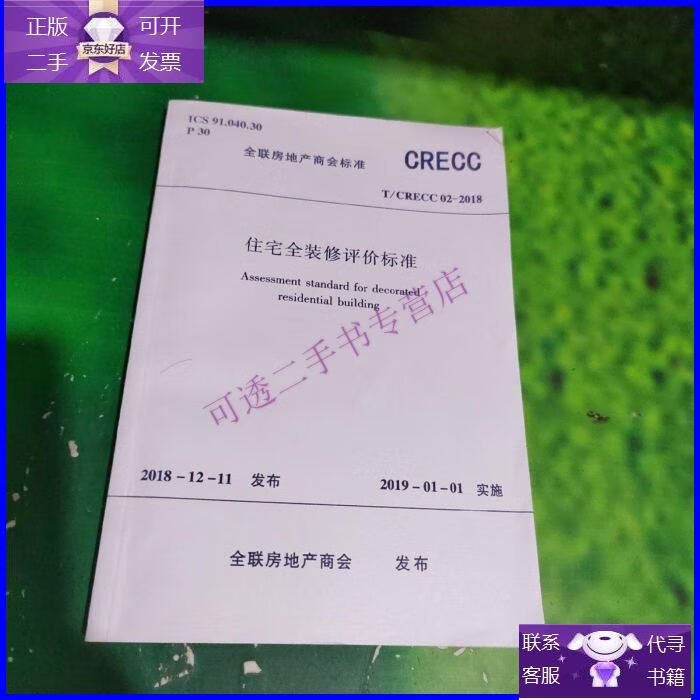 正版 可开
二手 发票
京东好店
ICS 91.040.30
P 30
全联房地产商会标准 CRECC
T/CRECC 02-2018
住宅全装修评价标准
Assessment standard for decorated
residential building
可透二手书专营店
2018-12-11 发布 2019-01-01 实施
全联房地产商会 发布
联系 代寻
客服 书籍